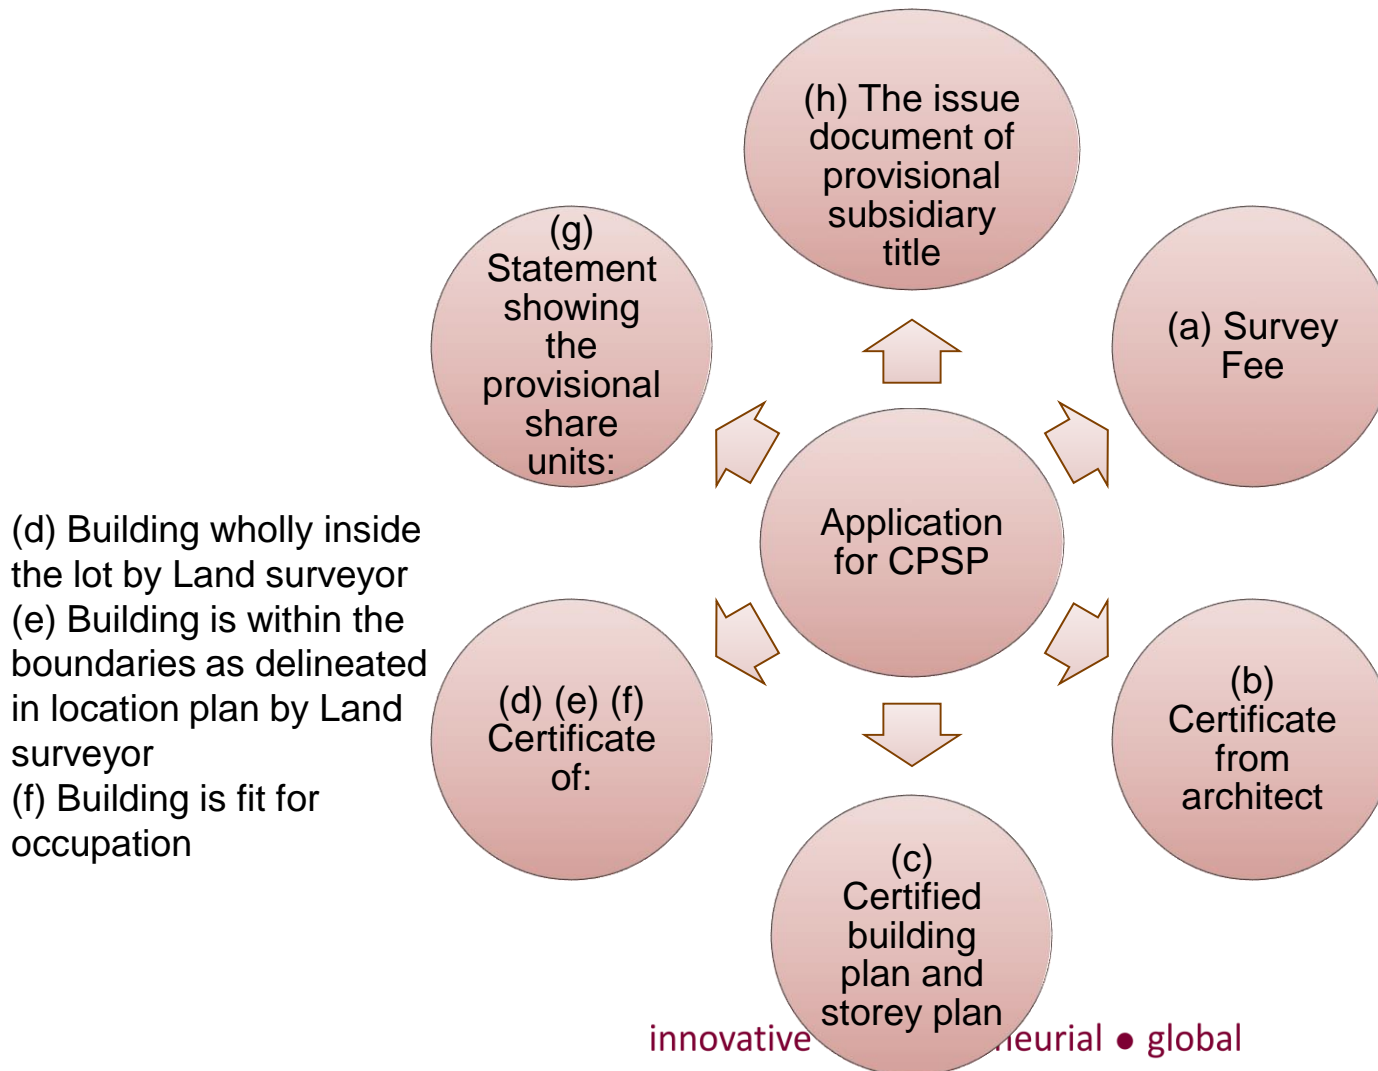 (h) The issue
document of
provisional
subsidiary
title
(g)
Statement
showing
the
provisional
share
units:
(a) Survey
Fee
Application
for CPSP
(d) Building wholly inside
the lot by Land surveyor
(e) Building is within the
boundaries as delineated
in location plan by Land
surveyor
(f) Building is fit for
occupation
(d) (e) (f)
Certificate
of:
(b)
Certificate
from
architect
(c)
Certified
building
plan and
storey plan
innovative neurial ● global